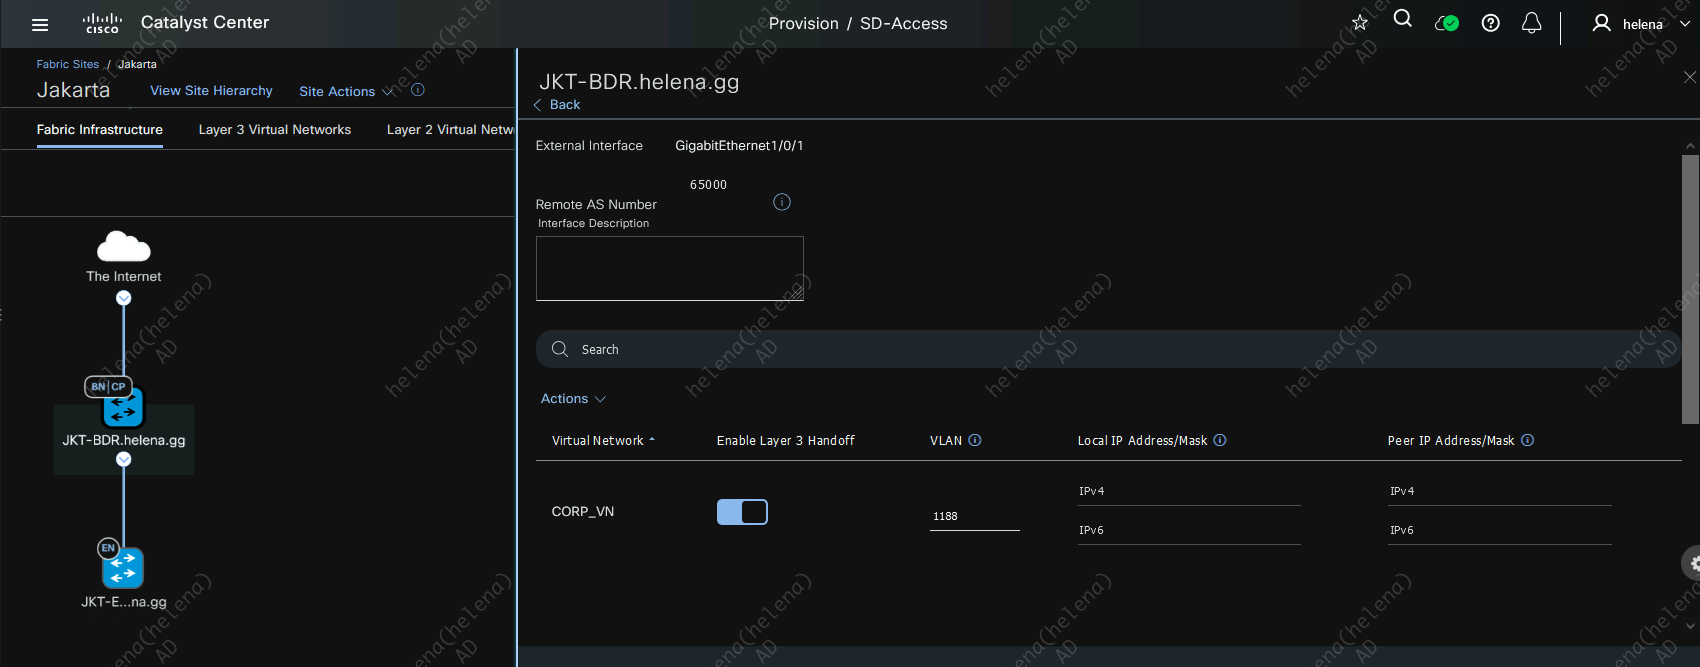 cisco Catalyst Center
Provision / SD-Access
helena
Fabric Sites / Jakarta
Jakarta View Site Hierarchy Site Actions
Fabric Infrastructure Layer 3 Virtual Networks Layer 2 Virtual Netw
The Internet
BN|CP
JKT-BDR.helena.gg
EN
JKT-E...na.gg
JKT-BDR.helena.gg
Back
External Interface GigabitEthernet1/0/1
65000
Remote AS Number
Interface Description
Search
Actions
Virtual Network Enable Layer 3 Handoff VLAN Local IP Address/Mask Peer IP Address/Mask
CORP_VN
1188
IPv4
IPv6
IPv4
IPv6
helena(helena)
AD